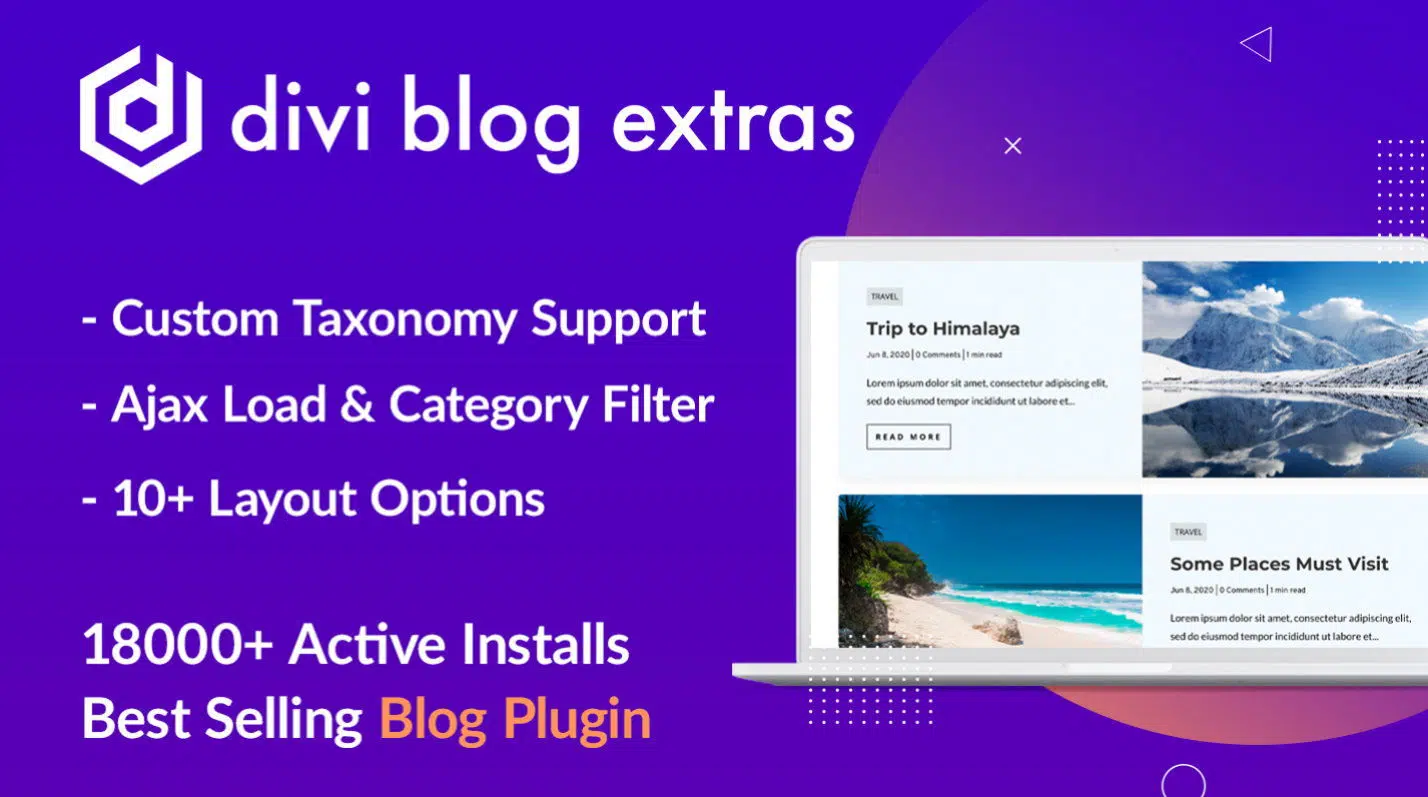 divi blog extras
- Custom Taxonomy Support
- Ajax Load & Category Filter
- 10+ Layout Options
18000+ Active Installs
Best Selling Blog Plugin
TRAVEL
Trip to Himalaya
Jun 8, 2020 | 0 Comments | 1 min read
Lorem ipsum dolor sit amet, consectetur adipiscing elit,
sed do eiusmod tempor incididunt ut labore et...
READ MORE
TRAVEL
Some Places Must Visit
Jun 8, 2020 | 0 Comments | 1 min read
Lorem ipsum dolor sit amet, consectetur adipiscing elit,
sed do eiusmod tempor incididunt ut labore et...